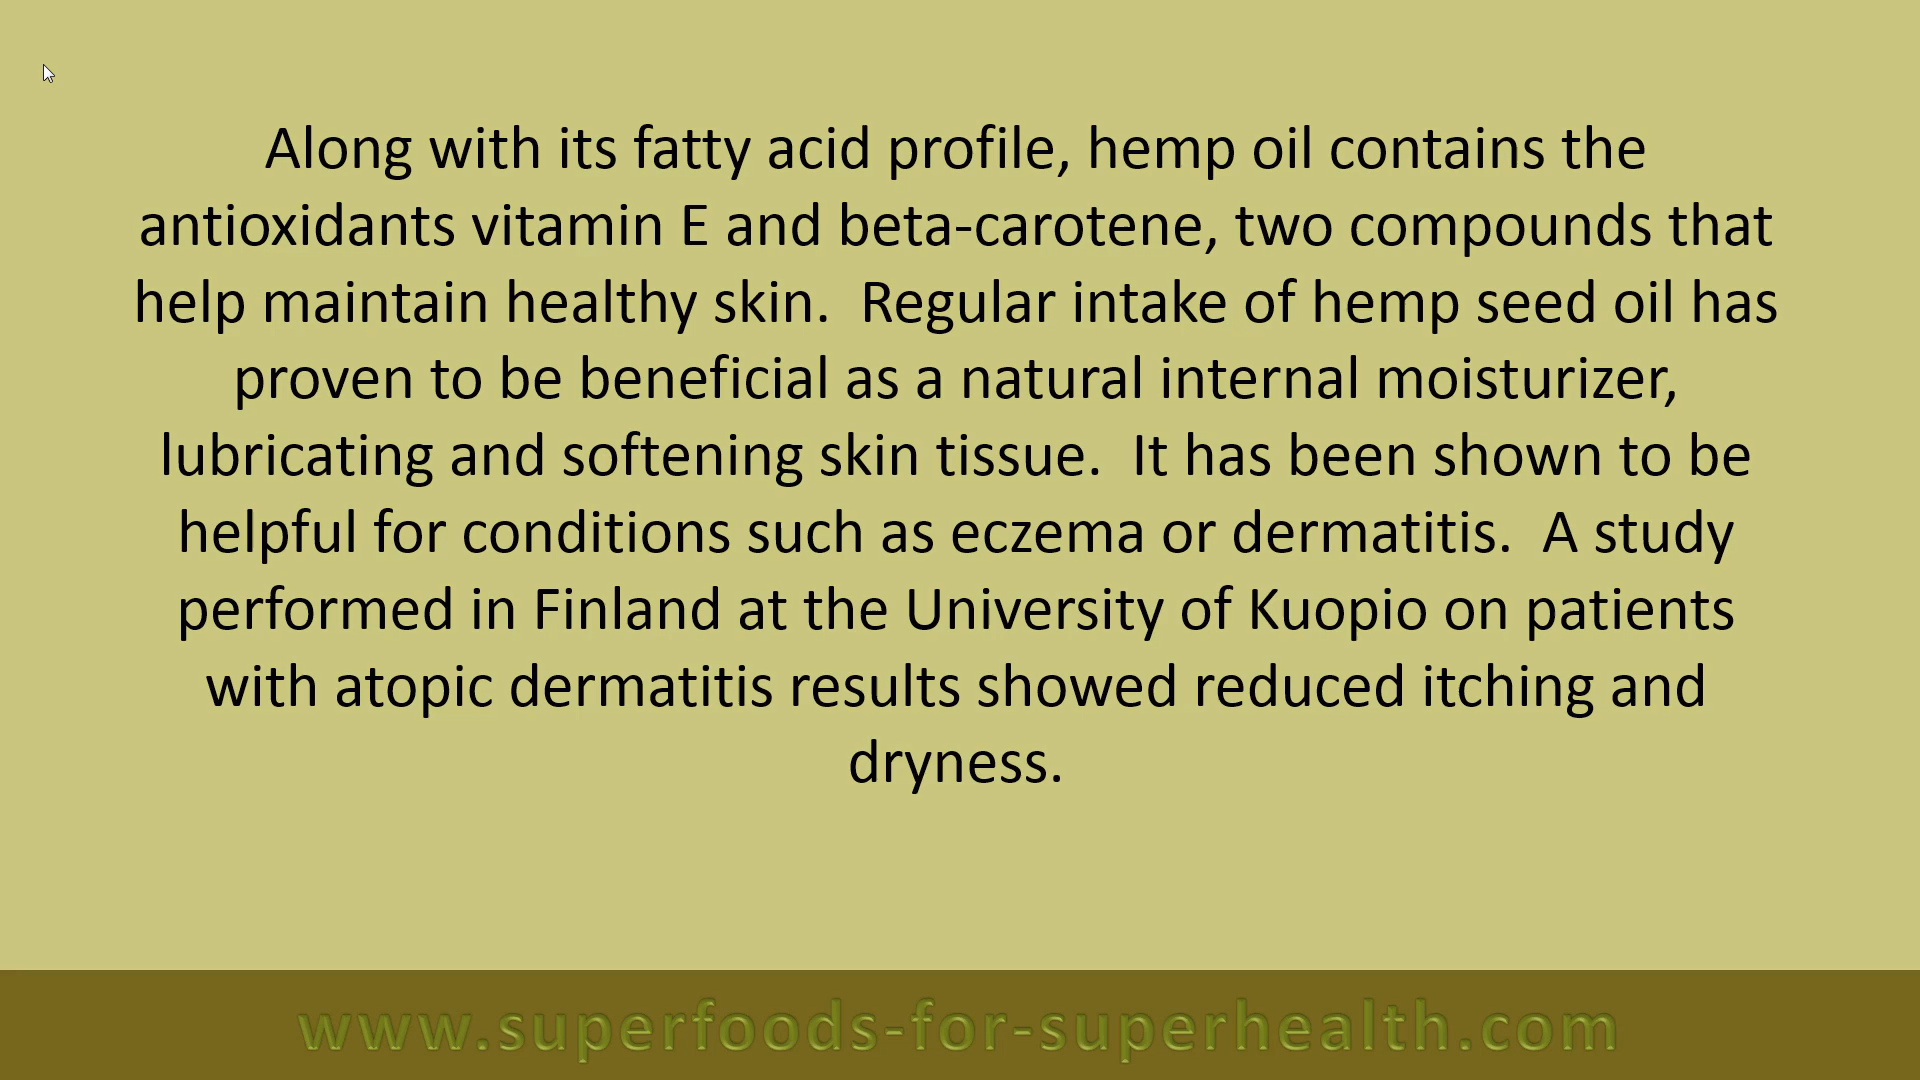 Along with its fatty acid profile, hemp oil contains the
antioxidants vitamin E and beta-carotene, two compounds that
help maintain healthy skin.  Regular intake of hemp seed oil has
proven to be beneficial as a natural internal moisturizer,
lubricating and softening skin tissue.  It has been shown to be
helpful for conditions such as eczema or dermatitis.  A study
performed in Finland at the University of Kuopio on patients
with atopic dermatitis results showed reduced itching and
dryness.
www.superfoods-for-superhealth.com